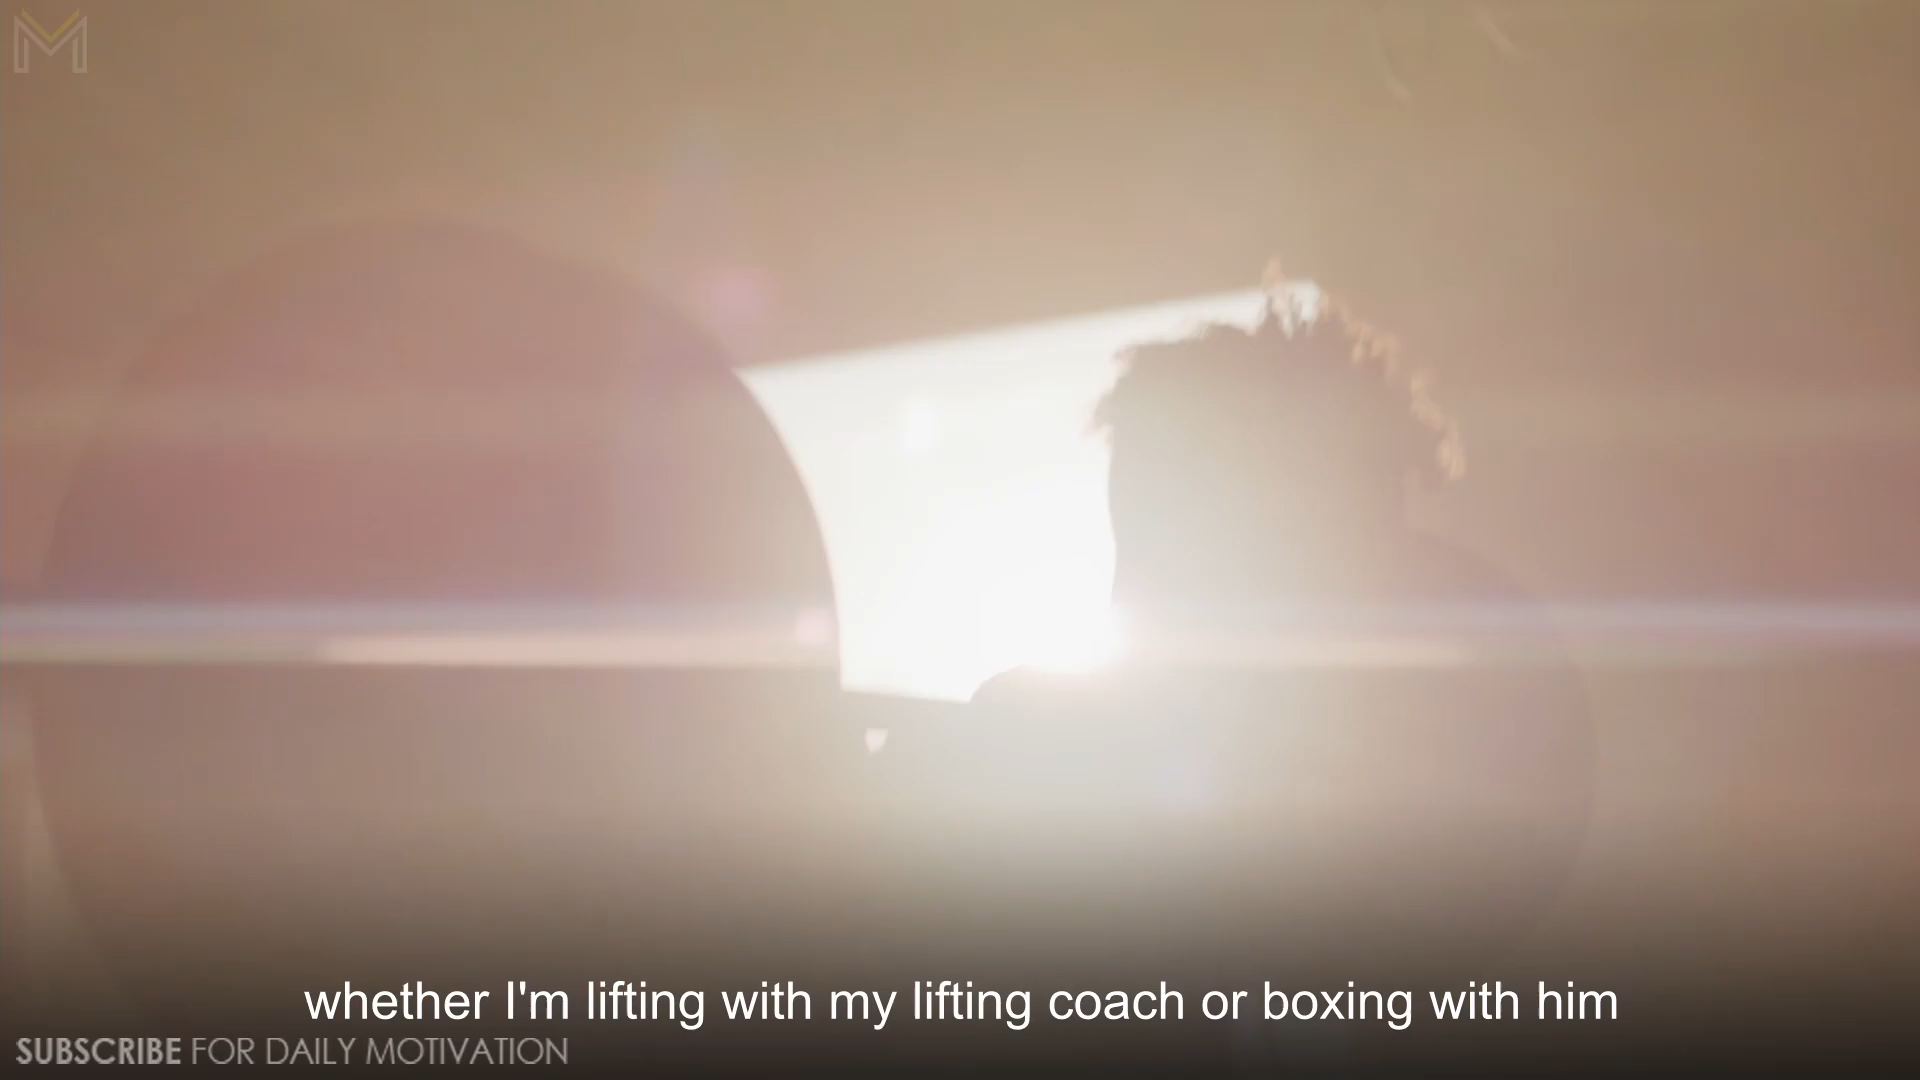 M
whether I'm lifting with my lifting coach or boxing with him
SUBSCRIBE FOR DAILY MOTIVATION